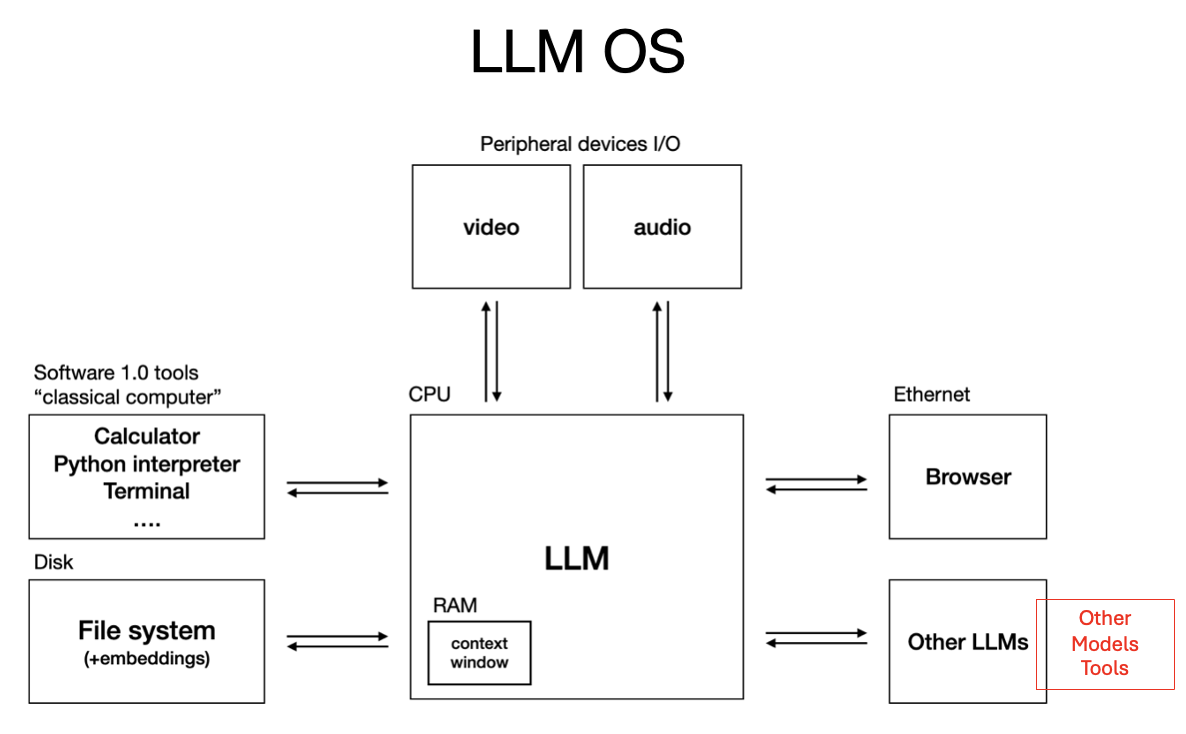 LLM OS
Peripheral devices I/O
video
audio
Software 1.0 tools
“classical computer”
Calculator
Python interpreter
Terminal
....
CPU
LLM
RAM
context
window
Ethernet
Browser
Disk
File system
(+embeddings)
Other LLMs
Other
Models
Tools